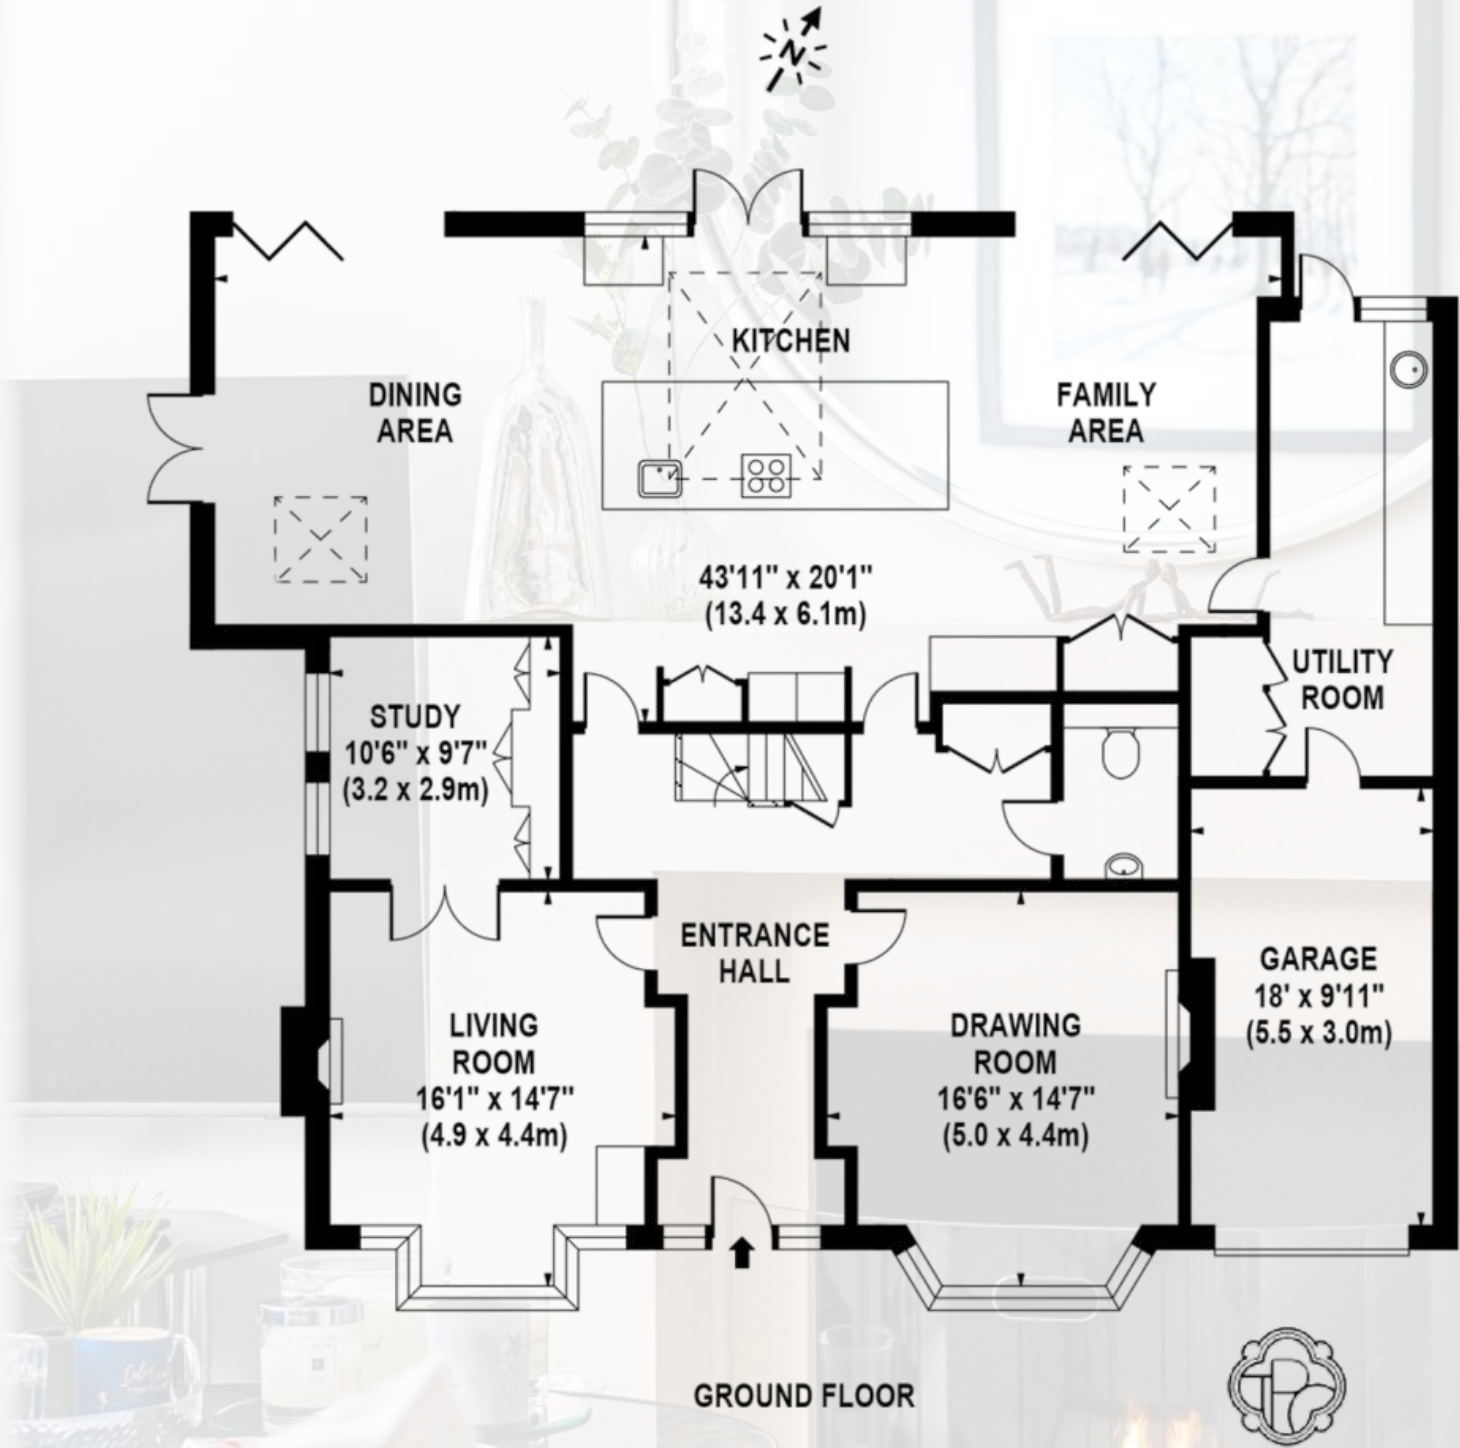 N
KITCHEN
DINING
AREA
FAMILY
AREA
43'11" x 20'1"
(13.4 x 6.1m)
UTILITY
ROOM
STUDY
10'6" x 9'7"
(3.2 x 2.9m)
ENTRANCE
HALL
GARAGE
18' x 9'11"
(5.5 x 3.0m)
LIVING
ROOM
16'1" x 14'7"
(4.9 x 4.4m)
DRAWING
ROOM
16'6" x 14'7"
(5.0 x 4.4m)
GROUND FLOOR